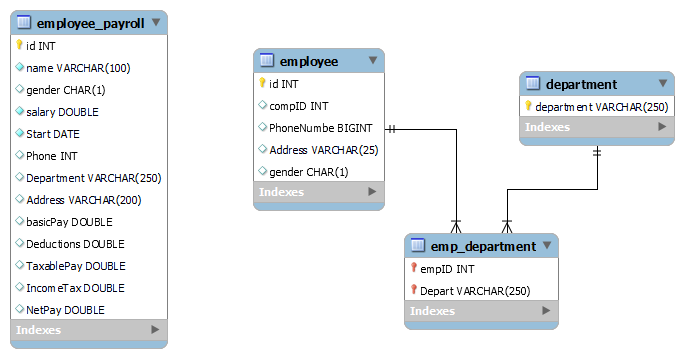 employee_payroll
id INT
name VARCHAR(100)
gender CHAR(1)
salary DOUBLE
Start DATE
Phone INT
Department VARCHAR(250)
Address VARCHAR(200)
basicPay DOUBLE
Deductions DOUBLE
TaxablePay DOUBLE
IncomeTax DOUBLE
NetPay DOUBLE
Indexes
employee
id INT
compID INT
PhoneNumbe BIGINT
Address VARCHAR(25)
gender CHAR(1)
Indexes
department
department VARCHAR(250)
Indexes
emp_department
empID INT
Depart VARCHAR(250)
Indexes